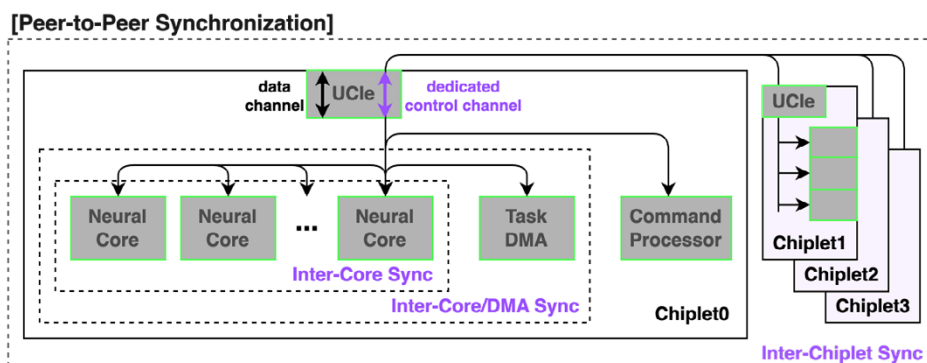 [Peer-to-Peer Synchronization]
data
channel
UCIe
dedicated
control channel
UCIe
Neural
Core
Neural
Core
...
Neural
Core
Task
DMA
Command
Processor
Inter-Core Sync
Inter-Core/DMA Sync
Chiplet0
Chiplet1
Chiplet2
Chiplet3
Inter-Chiplet Sync